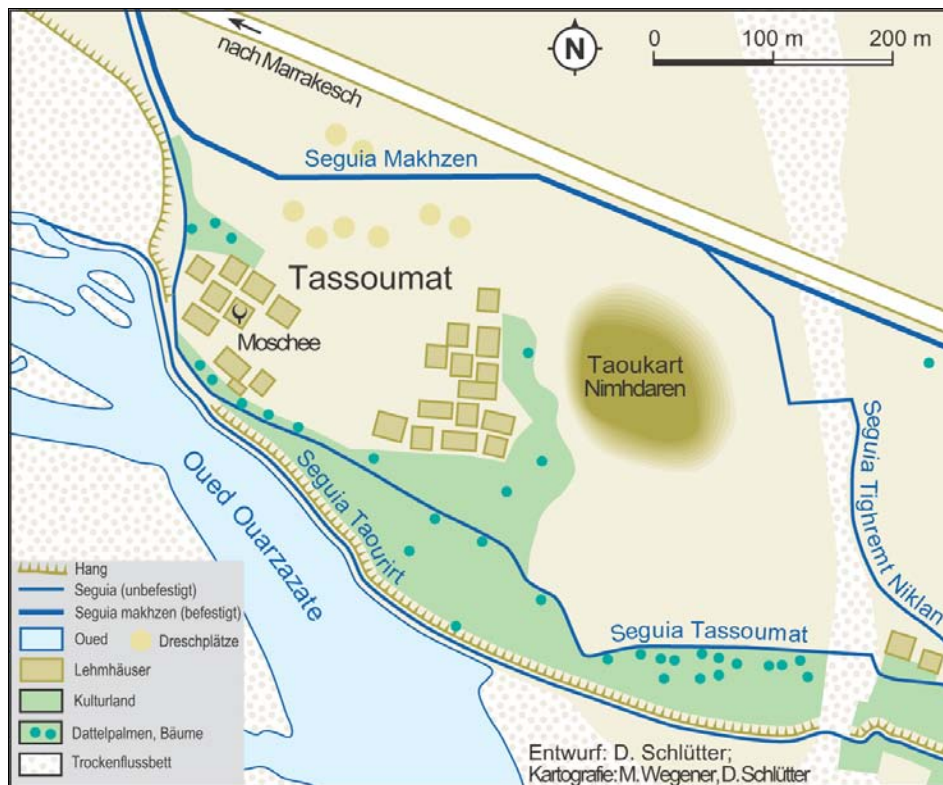 nach Marrakesch
N
0 100 m 200 m
Seguia Makhzen
Tassoumat
Moschee
Taoukart
Nimhdaren
Seguia Tighremt Niklan
Seguia Taourirt
Oued Ouarzazate
Seguia Tassoumat
Hang
Seguia (unbefestigt)
Seguia makhzen (befestigt)
Oued
Dreschplätze
Lehmhäuser
Kulturland
Dattelpalmen, Bäume
Trockenflussbett
Entwurf: D. Schlütter;
Kartografie: M. Wegener, D. Schlütter